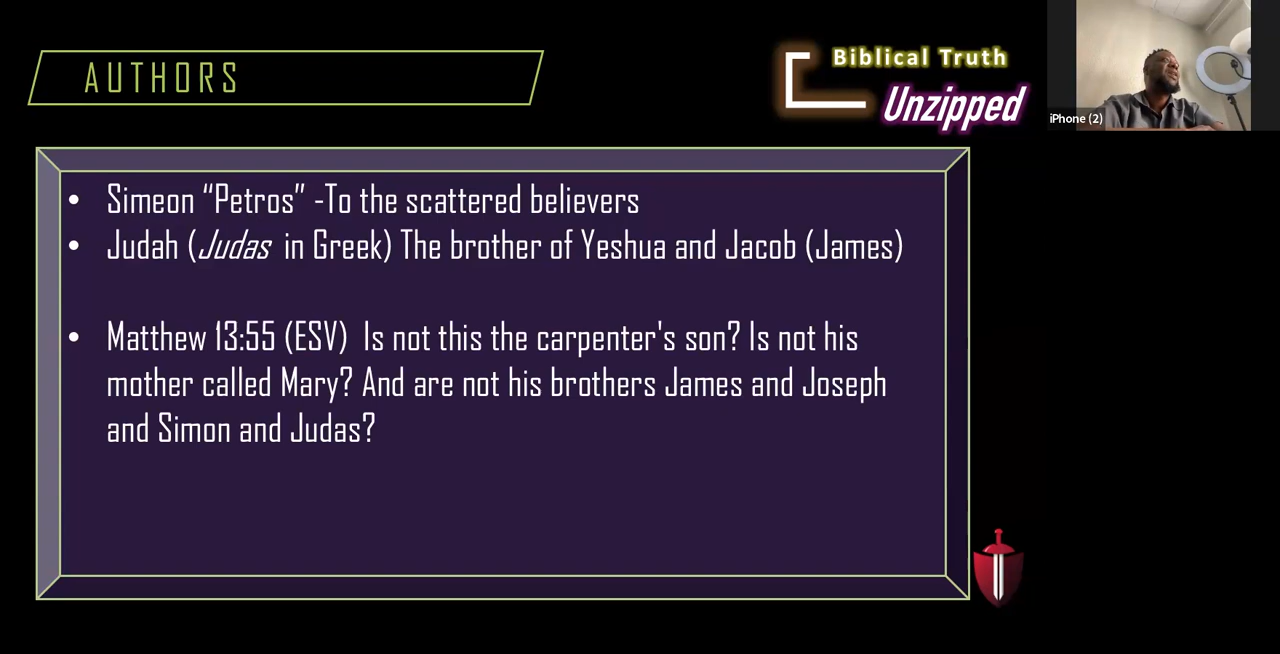 AUTHORS
Biblical Truth
Unzipped
iPhone (2)
• Simeon “Petros” -To the scattered believers
• Judah (Judas in Greek) The brother of Yeshua and Jacob (James)
• Matthew 13:55 (ESV) Is not this the carpenter's son? Is not his
mother called Mary? And are not his brothers James and Joseph
and Simon and Judas?